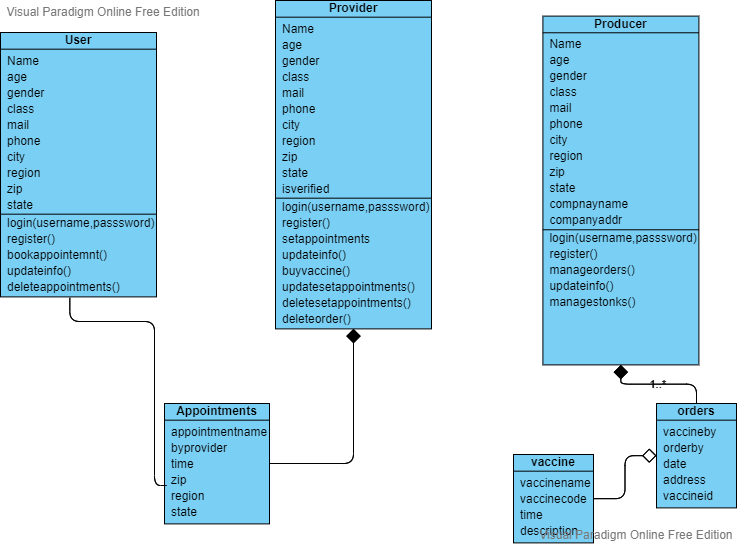 Visual Paradigm Online Free Edition
User
Name
age
gender
class
mail
phone
city
region
zip
state
login(username,passsword)
register()
bookappointemnt()
updateinfo()
deleteappointments()
Provider
Name
age
gender
class
mail
phone
city
region
zip
state
isverified
login(username,passsword)
register()
setappointments
updateinfo()
buyvaccine()
updatesetappointments()
deletesetappointments()
deleteorder()
Producer
Name
age
gender
class
mail
phone
city
region
zip
state
compnayname
companyaddr
login(username,passsword)
register()
manageorders()
updateinfo()
managestonks()
1..*
Appointments
appointmentname
byprovider
time
zip
region
state
vaccine
vaccinename
vaccinecode
time
description
orders
vaccineby
orderby
date
address
vaccineid
Visual Paradigm Online Free Edition